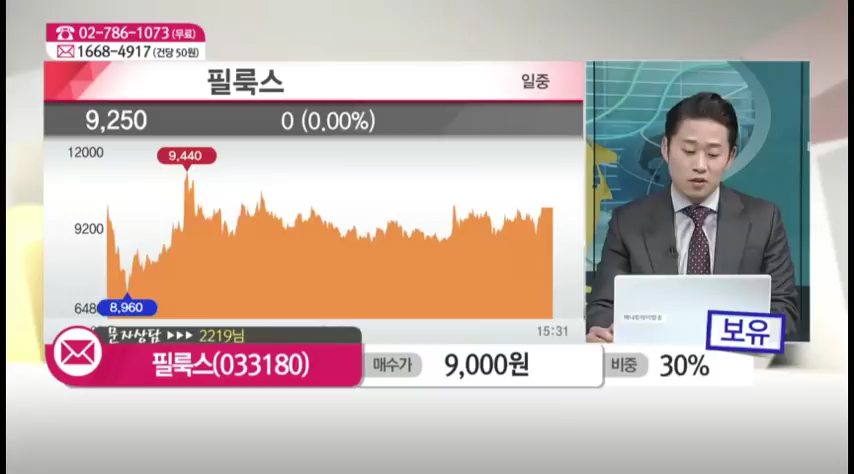 02-786-1073 (무료)
1668-4917 (건당 50원)
필룩스
일중
9,250 0 (0.00%)
12000
9,440
9200
648
8,960
15:31
문자상담 ▶▶▶ 2219님
보유
필룩스(033180) 매수가 9,000원 비중 30%